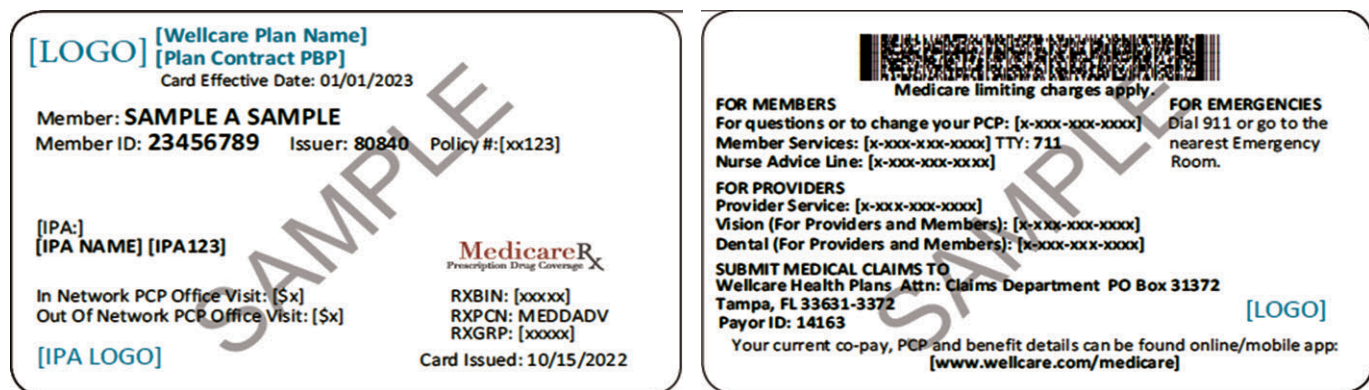 [LOGO]
[Wellcare Plan Name]
[Plan Contract PBP]
Card Effective Date: 01/01/2023
Member: SAMPLE A SAMPLE
Member ID: 23456789 Issuer: 80840 Policy #:[xx123]
[IPA:]
[IPA NAME] [IPA123]
MedicareRx
Prescription Drug Coverage
In Network PCP Office Visit: [$x]
Out Of Network PCP Office Visit: [$x]
RXBIN: [xxxxx]
RXPCN: MEDDADV
RXGRP: [xxxxx]
[IPA LOGO]
Card Issued: 10/15/2022
SAMPLE
Medicare limiting charges apply.
FOR MEMBERS
For questions or to change your PCP: [x-xxx-xxx-xxxx]
Member Services: [x-xxx-xxx-xxxx] TTY: 711
Nurse Advice Line: [x-xxx-xxx-xxxx]
FOR EMERGENCIES
Dial 911 or go to the
nearest Emergency
Room.
FOR PROVIDERS
Provider Service: [x-xxx-xxx-xxxx]
Vision (For Providers and Members): [x-xxx-xxx-xxxx]
Dental (For Providers and Members): [x-xxx-xxx-xxxx]
SUBMIT MEDICAL CLAIMS TO
Wellcare Health Plans Attn: Claims Department PO Box 31372
Tampa, FL 33631-3372
Payor ID: 14163
[LOGO]
Your current co-pay, PCP and benefit details can be found online/mobile app:
[www.wellcare.com/medicare]
SAMPLE